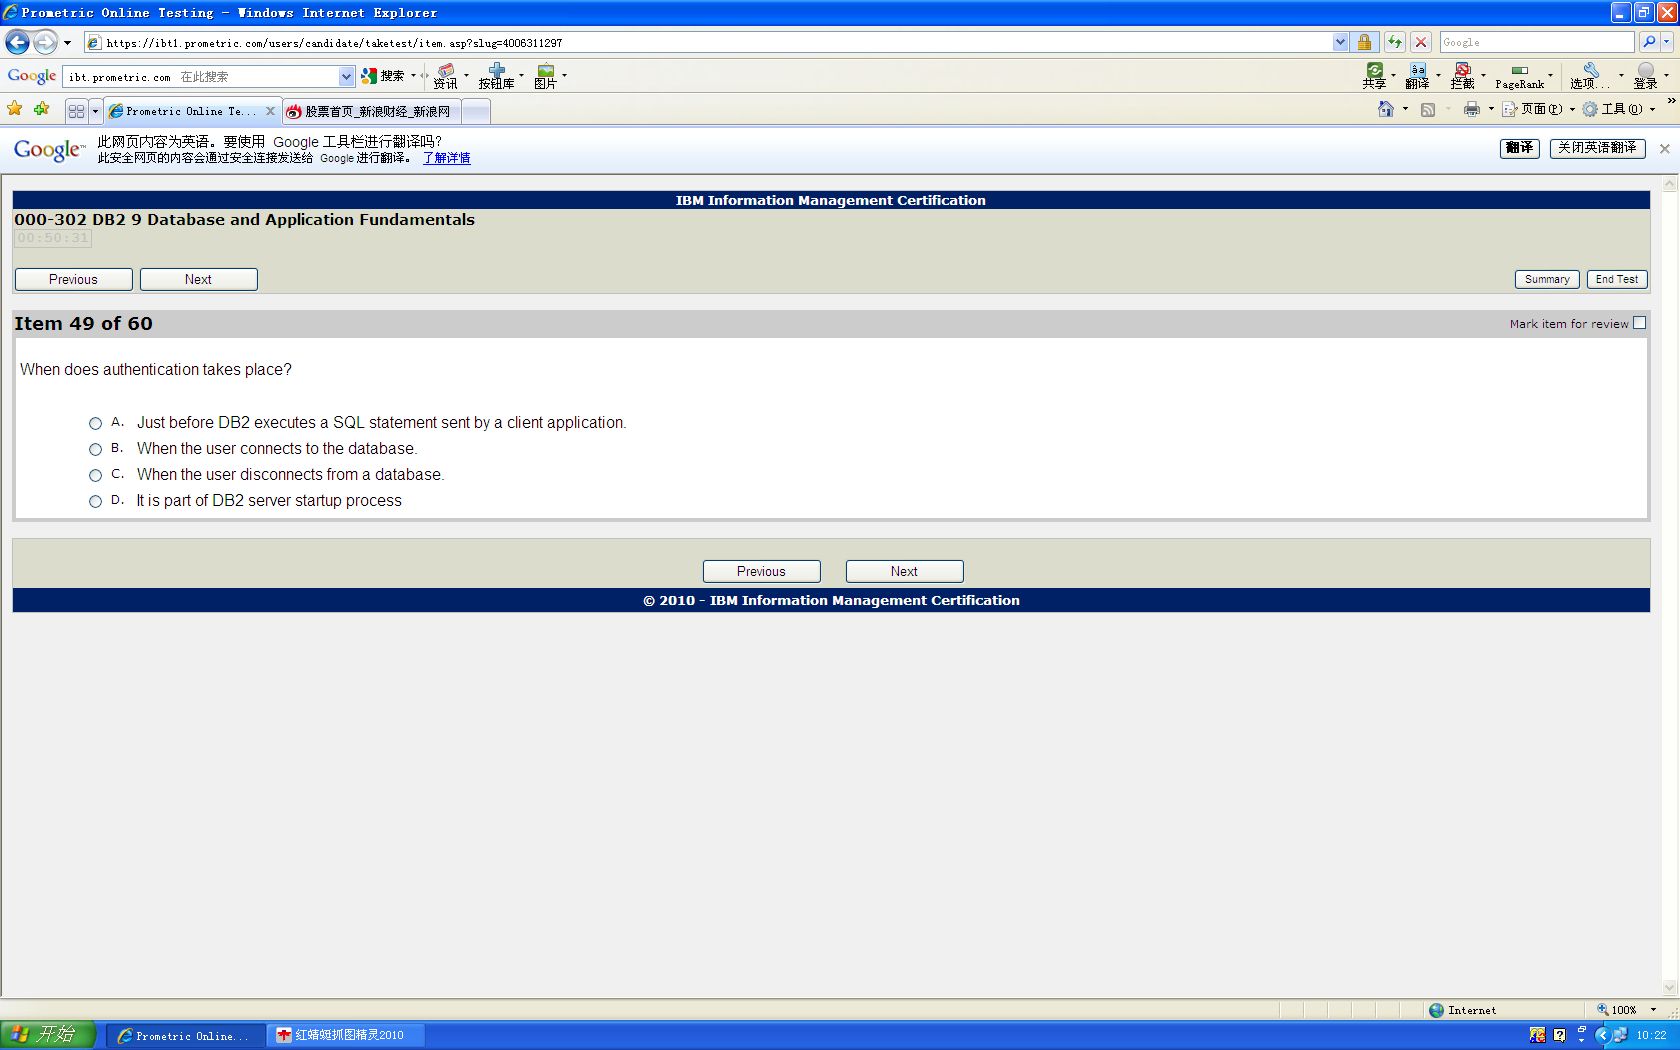 Prometric Online Testing - Windows Internet Explorer
https://ibt1.prometric.com/users/candidate/taketest/item.asp?slug=4006311297
Google
Google ibt.prometric.com 在此搜索 搜索 资讯 按钮库 图片 共享 翻译 拦截 PageRank 选项... 登录
Prometric Online Te... 股票首页_新浪财经_新浪网 页面(P) 工具(O)
Google 此网页内容为英语。要使用 Google 工具栏进行翻译吗? 翻译 关闭英语翻译
此安全网页的内容会通过安全连接发送给 Google 进行翻译。 了解详情
IBM Information Management Certification
000-302 DB2 9 Database and Application Fundamentals
00:50:31
Previous Next Summary End Test
Item 49 of 60 Mark item for review
When does authentication takes place?
A. Just before DB2 executes a SQL statement sent by a client application.
B. When the user connects to the database.
C. When the user disconnects from a database.
D. It is part of DB2 server startup process
Previous Next
© 2010 - IBM Information Management Certification
Internet 100%
开始 Prometric Online... 红蜻蜓抓图精灵2010 10:22